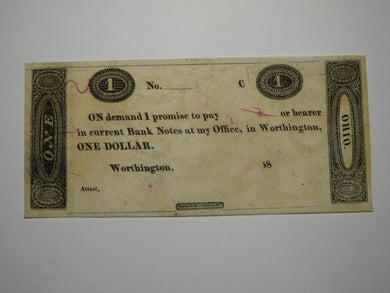 1 No. C 1
ON demand I promise to pay or bearer
in current Bank Notes at my Office, in Worthington,
ONE DOLLAR.
Worthington, 18
Attest,
ONE
OHIO.